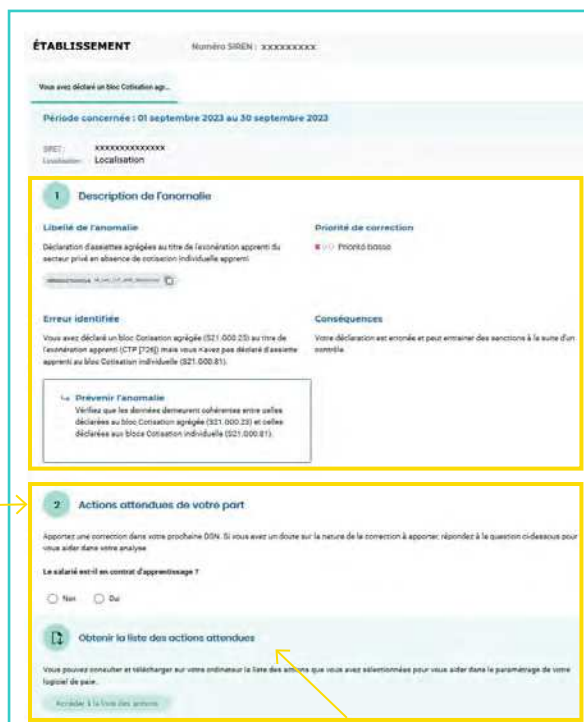 ÉTABLISSEMENT Numéro SIREN : xxxxxxxxx
Vous avez déclaré un bloc Cotisation agr...
Période concernée : 01 septembre 2023 au 30 septembre 2023
SIRET : xxxxxxxxxxxxxx
Localisation : Localisation
1 Description de l'anomalie
Libellé de l'anomalie Priorité de correction
Déclaration d'assiettes agrégées au titre de l'exonération apprenti du Priorité basse
secteur privé en absence de cotisation individuelle apprenti
Erreur identifiée Conséquences
Vous avez déclaré un bloc Cotisation agrégée (S21.G00.23) au titre de Votre déclaration est erronée et peut entrainer des sanctions à la suite d'un
l'exonération apprenti (CTP [726]) mais vous n'avez pas déclaré d'assiette contrôle.
apprenti au bloc Cotisation individuelle (S21.G00.81).
Prévenir l'anomalie
Vérifiez que les données demeurent cohérentes entre celles
déclarées au bloc Cotisation agrégée (S21.G00.23) et celles
déclarées aux blocs Cotisation individuelle (S21.G00.81).
2 Actions attendues de votre part
Apportez une correction dans votre prochaine DSN. Si vous avez un doute sur la nature de la correction à apporter, répondez à la question ci-dessous pour
vous aider dans votre analyse
Le salarié est-il en contrat d'apprentissage ?
Non Oui
Obtenir la liste des actions attendues
Vous pouvez consulter et télécharger sur votre ordinateur la liste des actions que vous avez sélectionnées pour vous aider dans le paramétrage de votre
logiciel de paie.
Accéder à la liste des actions